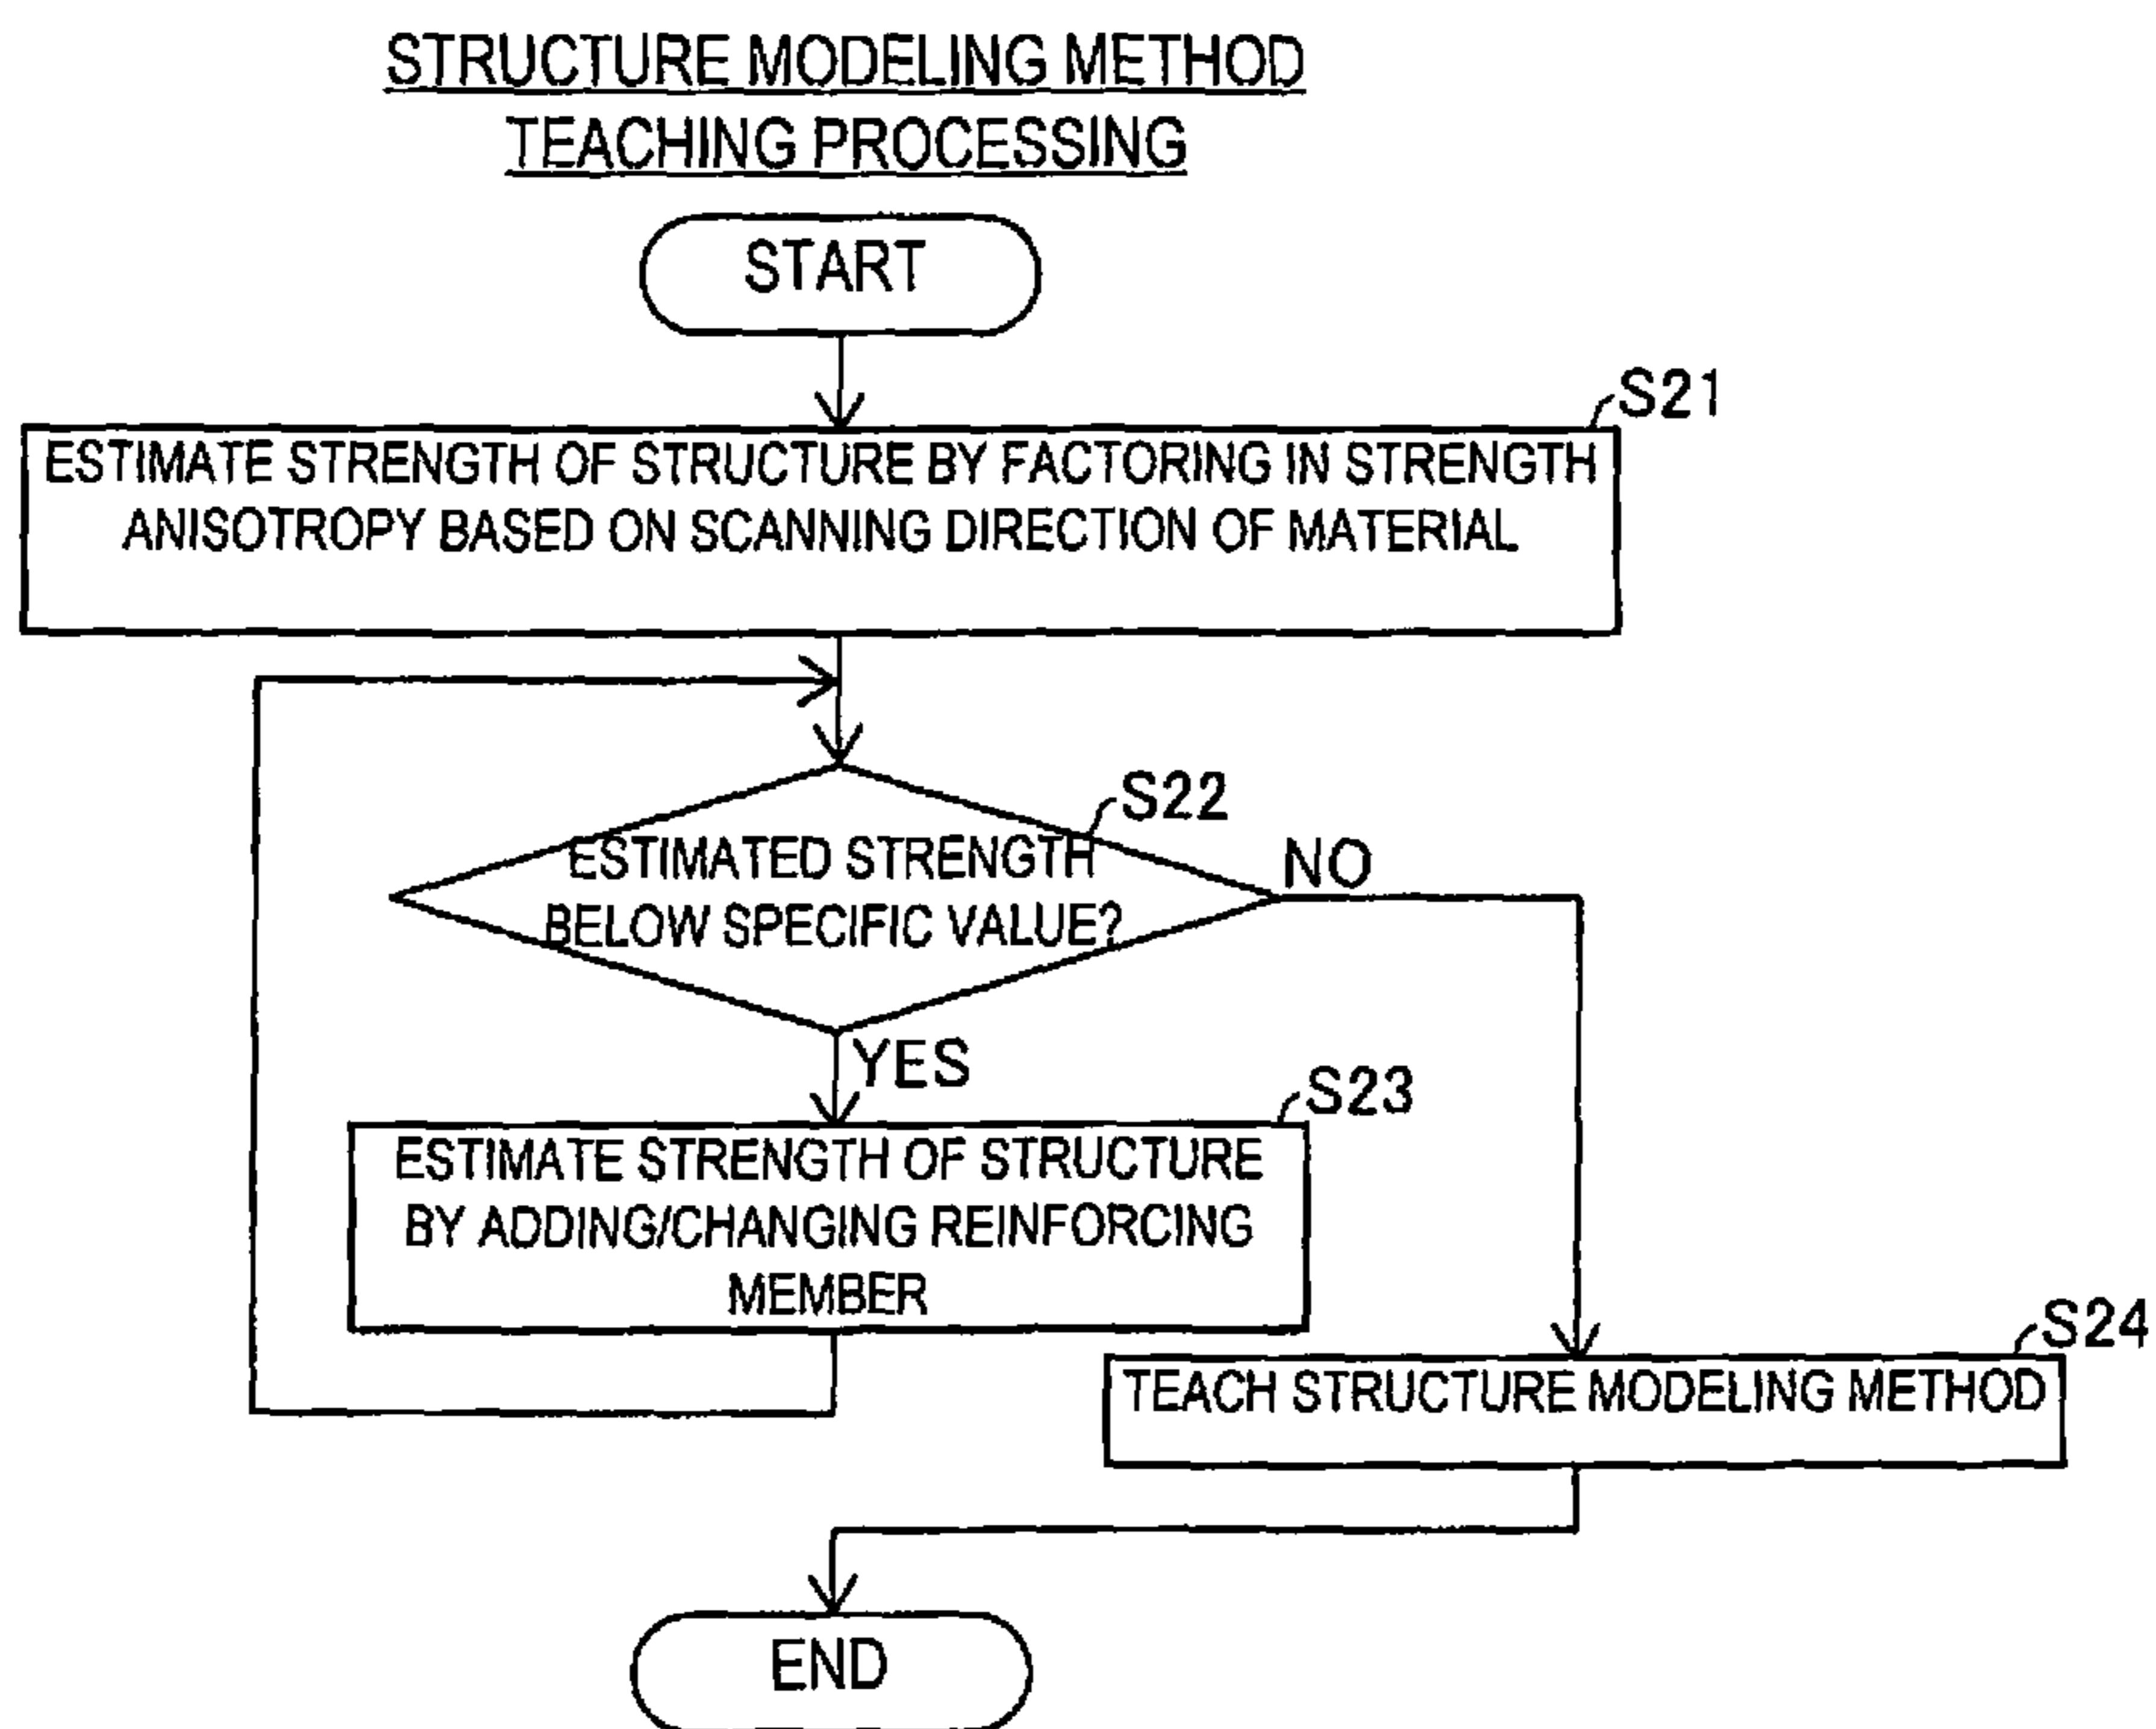 STRUCTURE MODELING METHOD
TEACHING PROCESSING
START
S21
ESTIMATE STRENGTH OF STRUCTURE BY FACTORING IN STRENGTH
ANISOTROPY BASED ON SCANNING DIRECTION OF MATERIAL
S22
ESTIMATED STRENGTH
BELOW SPECIFIC VALUE?
NO
YES
S23
ESTIMATE STRENGTH OF STRUCTURE
BY ADDING/CHANGING REINFORCING
MEMBER
S24
TEACH STRUCTURE MODELING METHOD
END